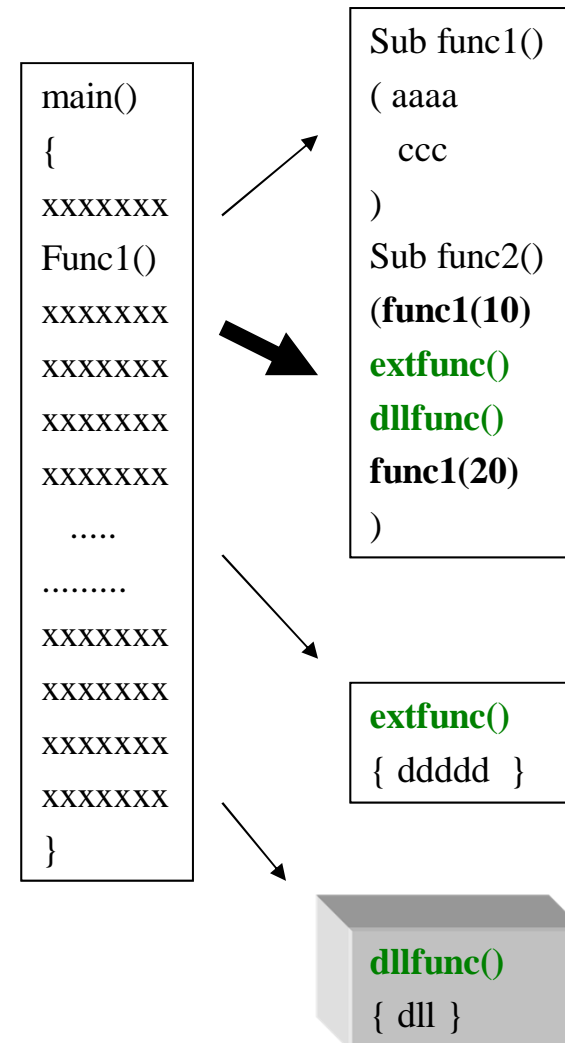 main()
{
xxxxxxx
Func1()
xxxxxxx
xxxxxxx
xxxxxxx
xxxxxxx
.....
.........
xxxxxxx
xxxxxxx
xxxxxxx
xxxxxxx
}
Sub func1()
( aaaa
ccc
)
Sub func2()
(func1(10)
extfunc()
dllfunc()
func1(20)
)
extfunc()
{ ddddd }
dllfunc()
{ dll }